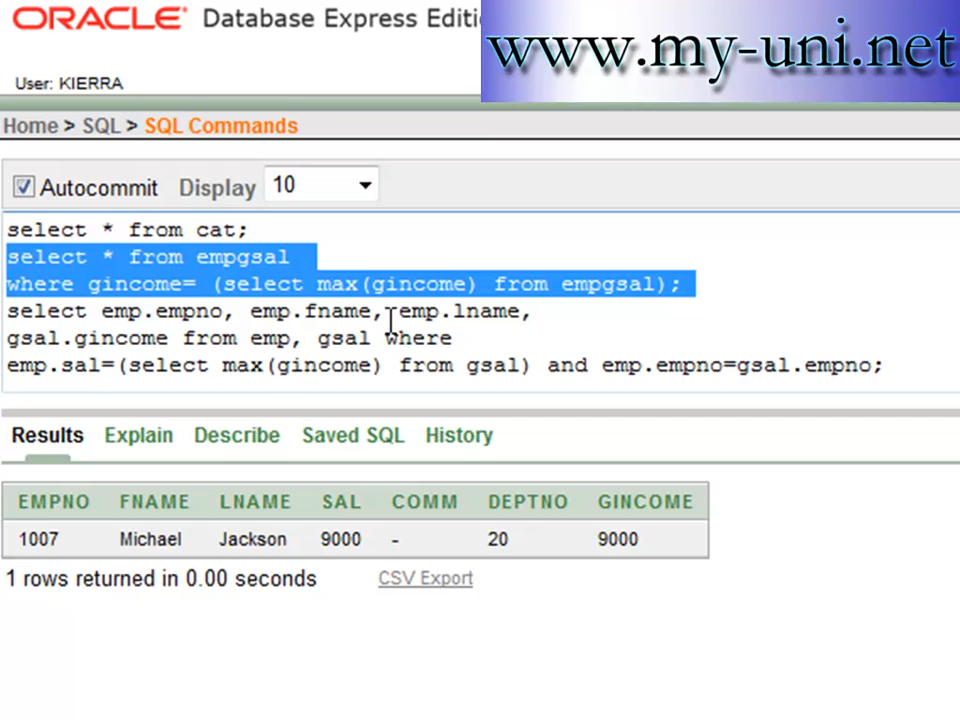 ORACLE® Database Express Editi
www.my-uni.net
User: KIERRA
Home > SQL > SQL Commands
Autocommit Display 10
select * from cat;
select * from empgsal
where gincome= (select max(gincome) from empgsal);
select emp.empno, emp.fname, emp.lname,
gsal.gincome from emp, gsal where
emp.sal=(select max(gincome) from gsal) and emp.empno=gsal.empno;
Results Explain Describe Saved SQL History
EMPNO FNAME LNAME SAL COMM DEPTNO GINCOME
1007 Michael Jackson 9000 - 20 9000
1 rows returned in 0.00 seconds CSV Export